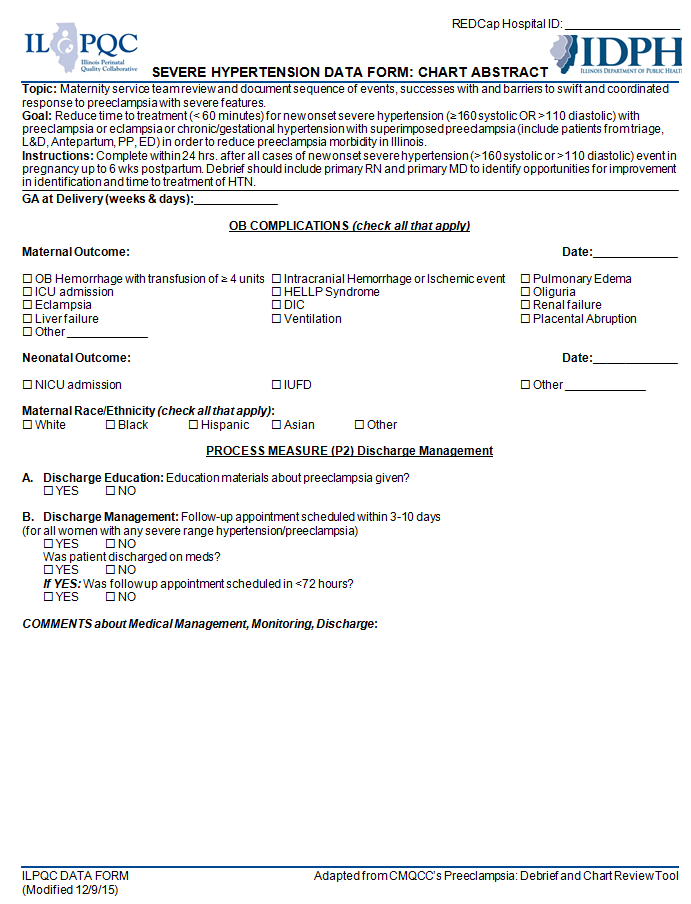 REDCap Hospital ID: _________________
ILPQC
Illinois Perinatal
Quality Collaborative
IDPH
ILLINOIS DEPARTMENT OF PUBLIC HEALTH
SEVERE HYPERTENSION DATA FORM: CHART ABSTRACT
Topic: Maternity service team review and document sequence of events, successes with and barriers to swift and coordinated
response to preeclampsia with severe features.
Goal: Reduce time to treatment (< 60 minutes) for new onset severe hypertension (≥160 systolic OR >110 diastolic) with
preeclampsia or eclampsia or chronic/gestational hypertension with superimposed preeclampsia (include patients from triage,
L&D, Antepartum, PP, ED) in order to reduce preeclampsia morbidity in Illinois.
Instructions: Complete within 24 hrs. after all cases of new onset severe hypertension (>160 systolic or >110 diastolic) event in
pregnancy up to 6 wks postpartum. Debrief should include primary RN and primary MD to identify opportunities for improvement
in identification and time to treatment of HTN.
GA at Delivery (weeks & days):____________
OB COMPLICATIONS (check all that apply)
Maternal Outcome: Date:____________
☐ OB Hemorrhage with transfusion of ≥ 4 units ☐ Intracranial Hemorrhage or Ischemic event ☐ Pulmonary Edema
☐ ICU admission ☐ HELLP Syndrome ☐ Oliguria
☐ Eclampsia ☐ DIC ☐ Renal failure
☐ Liver failure ☐ Ventilation ☐ Placental Abruption
☐ Other ____________
Neonatal Outcome: Date:____________
☐ NICU admission ☐ IUFD ☐ Other ____________
Maternal Race/Ethnicity (check all that apply):
☐ White ☐ Black ☐ Hispanic ☐ Asian ☐ Other
PROCESS MEASURE (P2) Discharge Management
A. Discharge Education: Education materials about preeclampsia given?
☐ YES ☐ NO
B. Discharge Management: Follow-up appointment scheduled within 3-10 days
(for all women with any severe range hypertension/preeclampsia)
☐ YES ☐ NO
Was patient discharged on meds?
☐ YES ☐ NO
If YES: Was follow up appointment scheduled in <72 hours?
☐ YES ☐ NO
COMMENTS about Medical Management, Monitoring, Discharge:
ILPQC DATA FORM Adapted from CMQCC's Preeclampsia: Debrief and Chart Review Tool
(Modified 12/9/15)